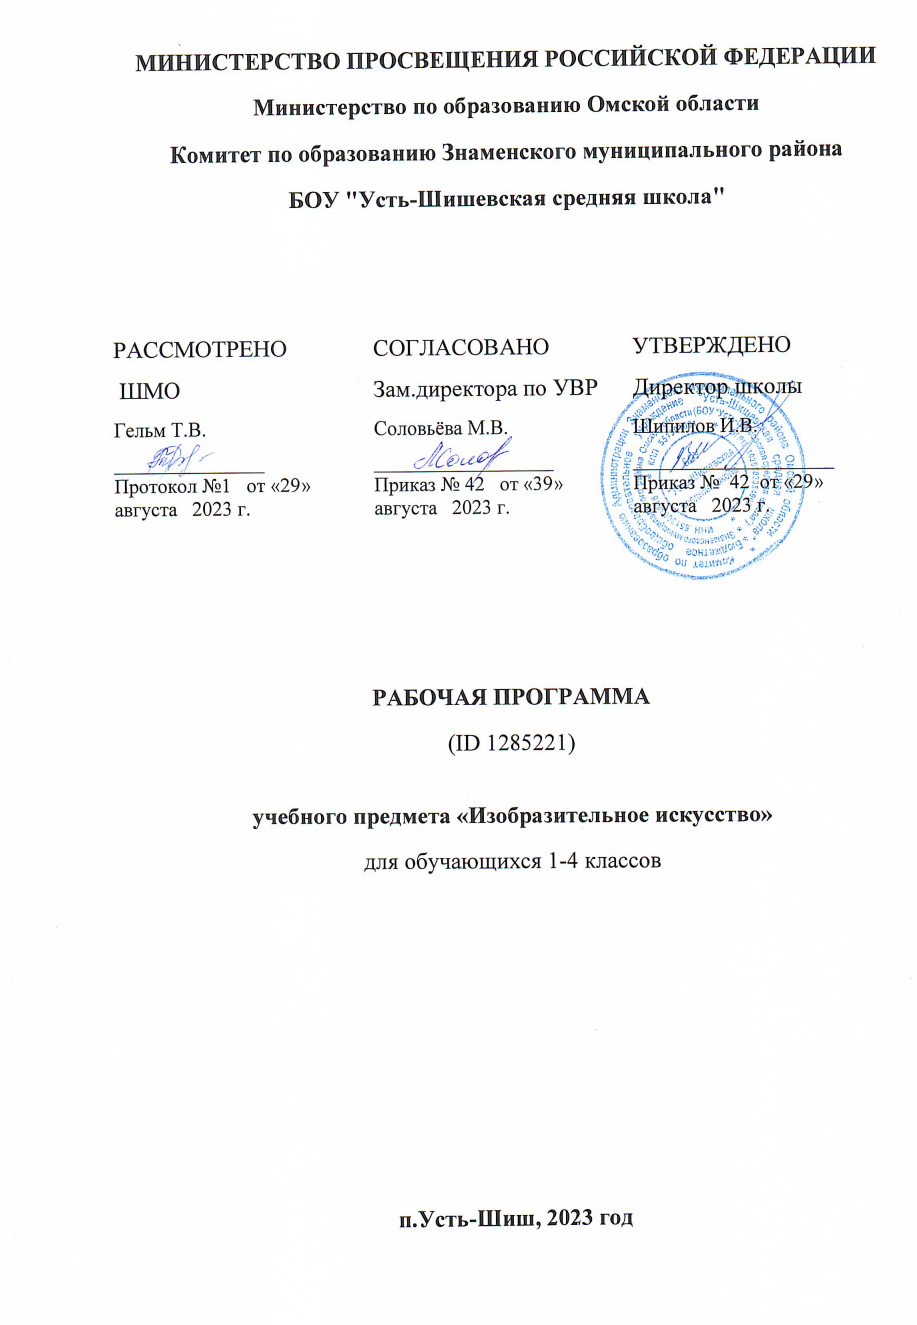 МИНИСТЕРСТВО ПРОСВЕЩЕНИЯ РОССИЙСКОЙ ФЕДЕРАЦИИ
Министерство по образованию Омской области
Комитет по образованию Знаменского муниципального района
БОУ "Усть-Шишевская средняя школа"
РАССМОТРЕНО
ШМО
Гельм Т.В.
Протокол №1 от «29»
августа 2023 г.
СОГЛАСОВАНО
Зам.директора по УВР
Соловьёва М.В.
Приказ № 42 от «39»
августа 2023 г.
УТВЕРЖДЕНО
Директор школы
Шипилов И.В.
Приказ № 42 от «29»
августа 2023 г.
РАБОЧАЯ ПРОГРАММА
(ID 1285221)
учебного предмета «Изобразительное искусство»
для обучающихся 1-4 классов
п.Усть-Шиш, 2023 год